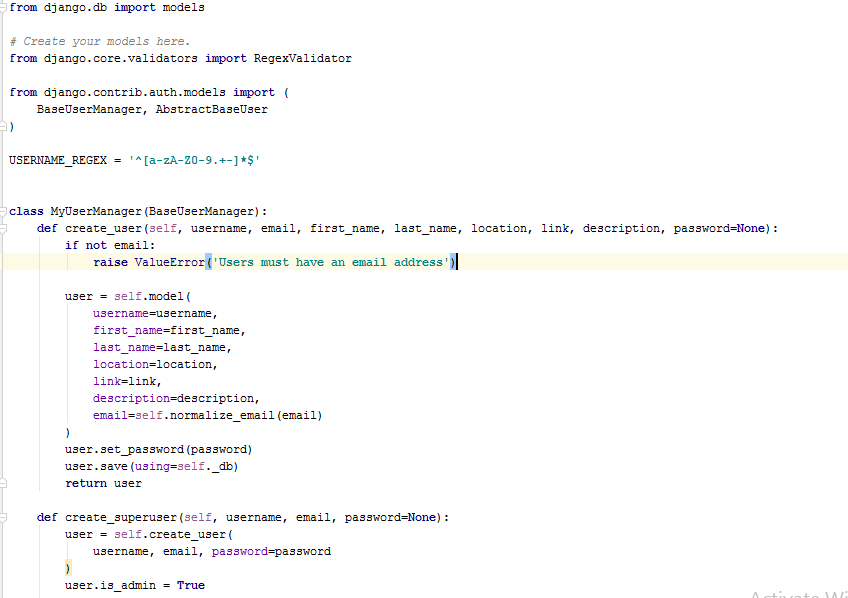 from django.db import models
# Create your models here.
from django.core.validators import RegexValidator
from django.contrib.auth.models import (
    BaseUserManager, AbstractBaseUser
)
USERNAME_REGEX = '^[a-zA-Z0-9.+-]*$'
class MyUserManager(BaseUserManager):
    def create_user(self, username, email, first_name, last_name, location, link, description, password=None):
        if not email:
            raise ValueError('Users must have an email address')
        user = self.model(
            username=username,
            first_name=first_name,
            last_name=last_name,
            location=location,
            link=link,
            description=description,
            email=self.normalize_email(email)
        )
        user.set_password(password)
        user.save(using=self._db)
        return user
    def create_superuser(self, username, email, password=None):
        user = self.create_user(
            username, email, password=password
        )
        user.is_admin = True
Activate Wi